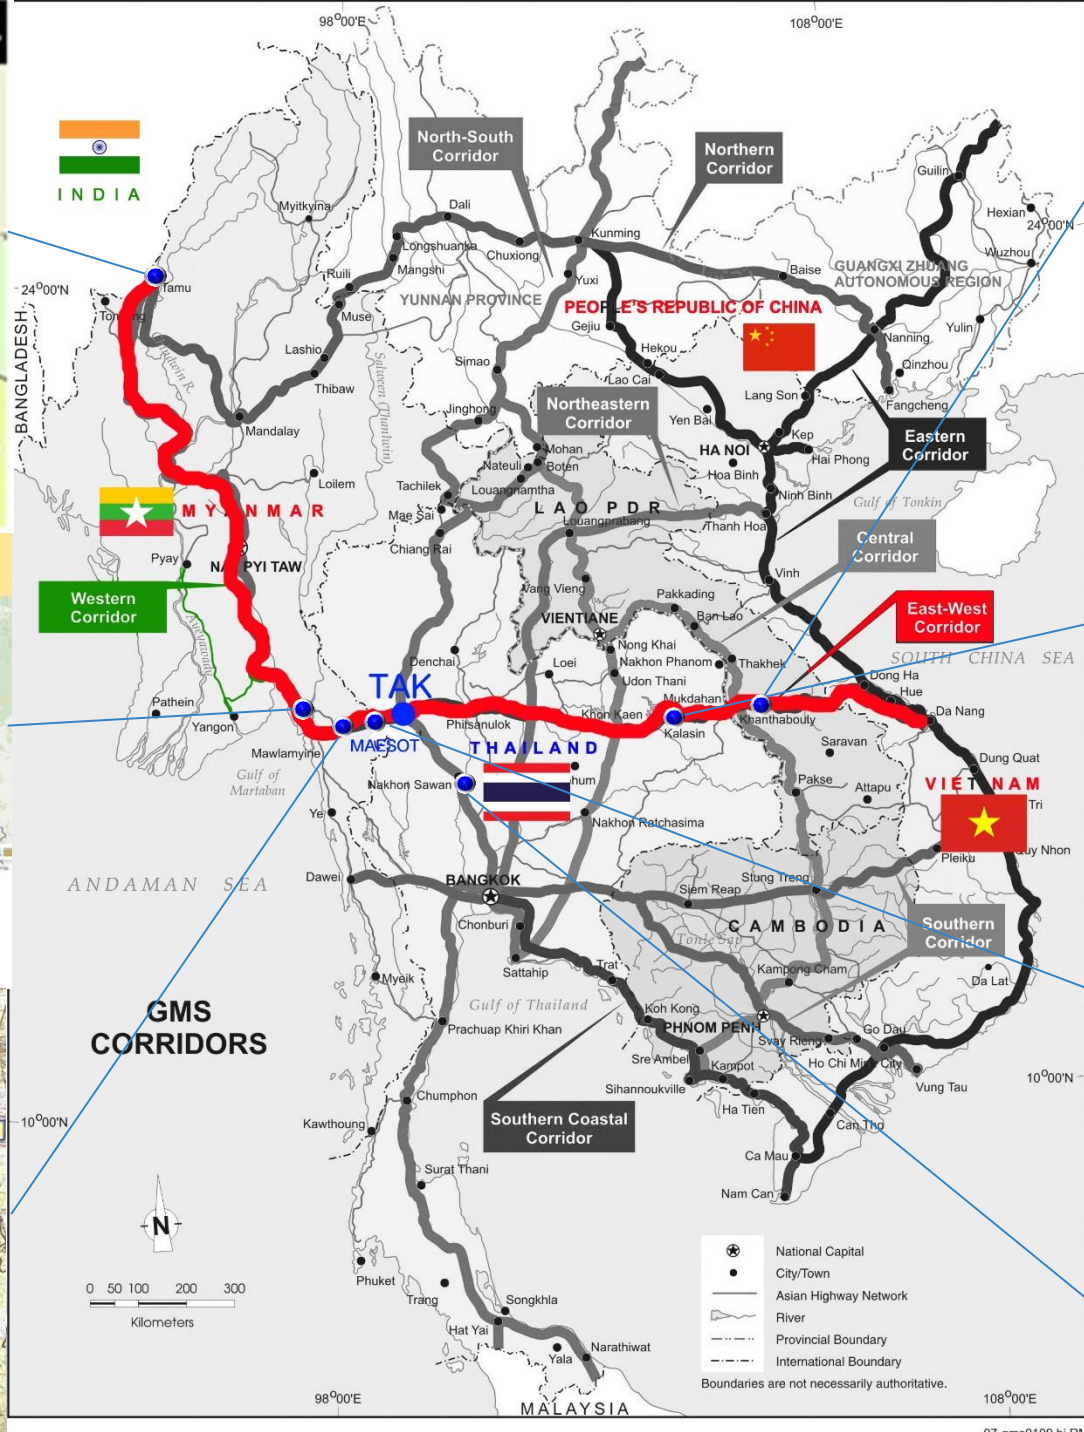 98°00'E
108°00'E
INDIA
North-South
Corridor
Northern
Corridor
Guilin
Hexian
24°00'N
Wuzhou
Myitkyina
Dali
Longshuanka
Chuxiong
Kunming
Mangshi
Ruili
Yuxi
Baise
GUANGXI ZHUANG
AUTONOMOUS REGION
24°00'N
Tamu
YUNNAN PROVINCE
PEOPLE'S REPUBLIC OF CHINA
Muse
Gejiu
Yulin
Nanning
BANGLADESH
Lashio
Simao
Hekou
Lao Cai
Qinzhou
Thibaw
Salween (Thanlwin)
Lang Son
Fangcheng
Jinghong
Northeastern
Corridor
Yen Bai
Mandalay
Kep
HA NOI
Eastern
Corridor
Mohan
Hai Phong
Nateuli
Boten
Hoa Binh
Loilem
Tachilek
Louangnamtha
Ninh Binh
MYANMAR
Mae Sai
LAO PDR
Gulf of Tonkin
Louangprabang
Thanh Hoa
Chiang Rai
Central
Corridor
Pyay
NAY PYI TAW
Vang Vieng
Vinh
Western
Corridor
Pakkading
VIENTIANE
Ban Lao
East-West
Corridor
Nong Khai
Denchai
Loei
Nakhon Phanom
Thakhek
SOUTH CHINA SEA
Udon Thani
TAK
Dong Ha
Mukdahan
Hue
Pathein
Yangon
Khon Kaen
Khanthabouly
Da Nang
Phitsanulok
Kalasin
MAESOT
Mawlamyine
THAILAND
Saravan
Dung Quat
Gulf of
Martaban
Nakhon Sawan
hum
Pakse
Attapu
VIETNAM
Tri
Ye
Nakhon Ratchasima
Pleiku
Quy Nhon
ANDAMAN SEA
Dawei
BANGKOK
Siem Reap
Stung Treng
Chonburi
CAMBODIA
Southern
Corridor
Tonle Sap
Sattahip
Trat
Kampong Cham
Myeik
Da Lat
GMS
CORRIDORS
Gulf of Thailand
Koh Kong
PHNOM PENH
Prachuap Khiri Khan
Svay Rieng
Go Dau
Sre Ambel
Kampot
Ho Chi Minh City
10°00'N
Sihannoukville
Vung Tau
Chumphon
Ha Tien
10°00'N
Kawthoung
Southern Coastal
Corridor
Can Tho
Ca Mau
Surat Thani
Nam Can
N
National Capital
City/Town
Phuket
0 50 100 200 300
Asian Highway Network
Trang
Songkhla
Kilometers
River
Hat Yai
Provincial Boundary
Narathiwat
Yala
International Boundary
Boundaries are not necessarily authoritative.
98°00'E
MALAYSIA
108°00'E